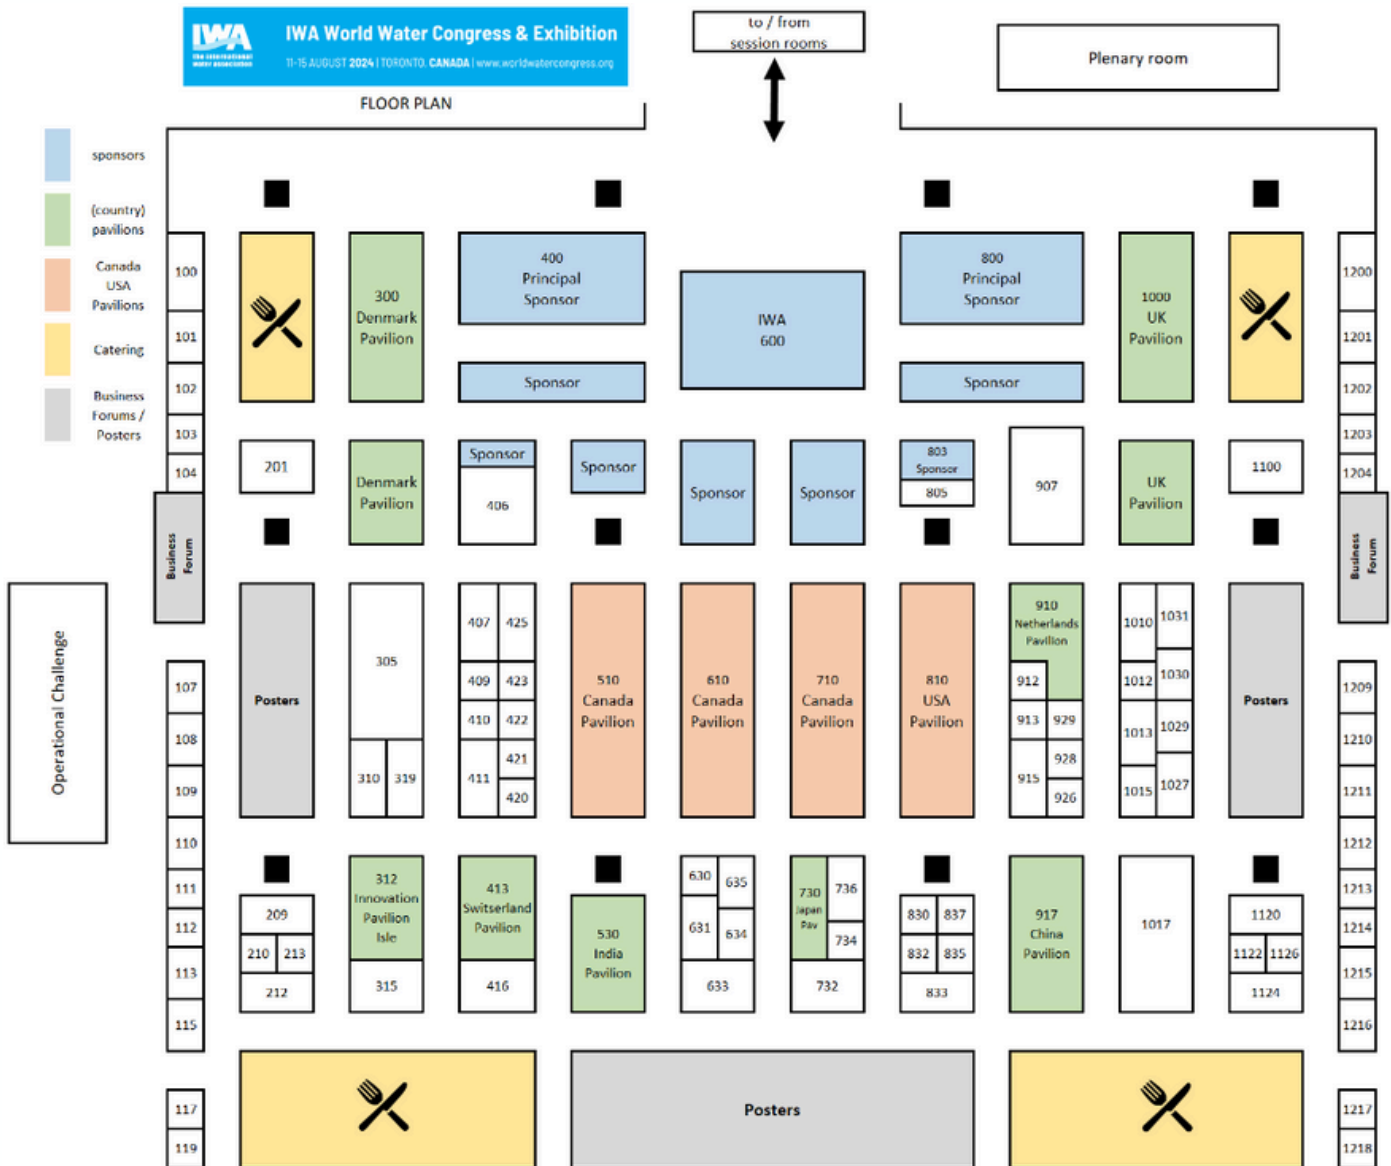 IWA
the international
water association
IWA World Water Congress & Exhibition
11-15 AUGUST 2024 | TORONTO, CANADA | www.worldwatercongress.org
to / from
session rooms
Plenary room
FLOOR PLAN
sponsors
(country)
pavilions
Canada
USA
Pavilions
Catering
Business
Forums /
Posters
100
101
102
103
104
Business
Forum
Operational Challenge
107
108
109
110
111
112
113
115
117
119
201
Posters
209
210
213
212
300
Denmark
Pavilion
Denmark
Pavilion
305
310
319
312
Innovation
Pavilion
Isle
315
400
Principal
Sponsor
Sponsor
Sponsor
406
Sponsor
407
425
409
423
410
422
411
421
420
413
Switserland
Pavilion
416
510
Canada
Pavilion
530
India
Pavilion
IWA
600
Sponsor
Sponsor
610
Canada
Pavilion
630
635
631
634
633
710
Canada
Pavilion
730
Japan
Pav
736
734
732
800
Principal
Sponsor
Sponsor
803
Sponsor
805
810
USA
Pavilion
830
837
832
835
833
907
910
Netherlands
Pavilion
912
913
929
915
928
926
917
China
Pavilion
1000
UK
Pavilion
UK
Pavilion
1010
1031
1012
1030
1013
1029
1015
1027
1017
1100
Posters
1120
1122
1126
1124
1200
1201
1202
1203
1204
Business
Forum
1209
1210
1211
1212
1213
1214
1215
1216
1217
1218
Posters